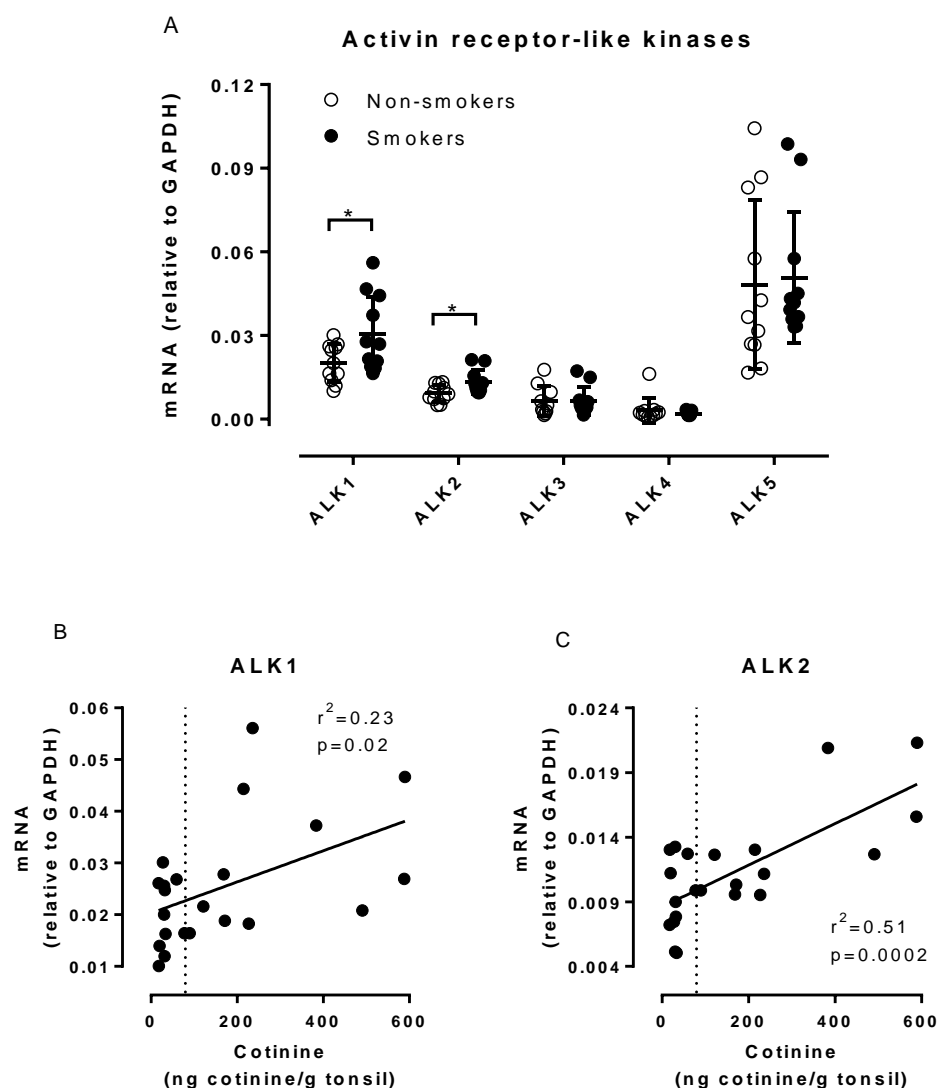 A
Activin receptor-like kinases
mRNA (relative to GAPDH)
0.12
0.09
0.06
0.03
0.00
Non-smokers
Smokers
*
*
ALK1
ALK2
ALK3
ALK4
ALK5
B
ALK1
mRNA
(relative to GAPDH)
0.06
0.05
0.04
0.03
0.02
0.01
r²=0.23
p=0.02
0 200 400 600
Cotinine
(ng cotinine/g tonsil)
C
ALK2
mRNA
(relative to GAPDH)
0.024
0.019
0.014
0.009
0.004
r²=0.51
p=0.0002
0 200 400 600
Cotinine
(ng cotinine/g tonsil)